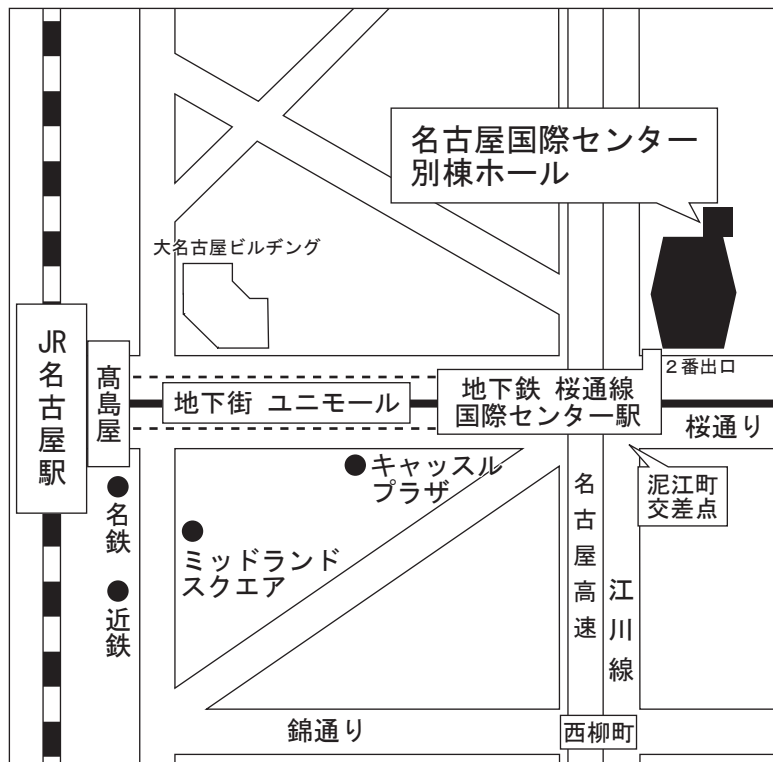 名古屋国際センター
別棟ホール
大名古屋ビルヂング
JR名古屋駅
髙島屋
地下街 ユニモール
地下鉄 桜通線
国際センター駅
2番出口
桜通り
キャッスル
プラザ
泥江町
交差点
名鉄
ミッドランド
スクエア
近鉄
名古屋高速
江川線
錦通り
西柳町